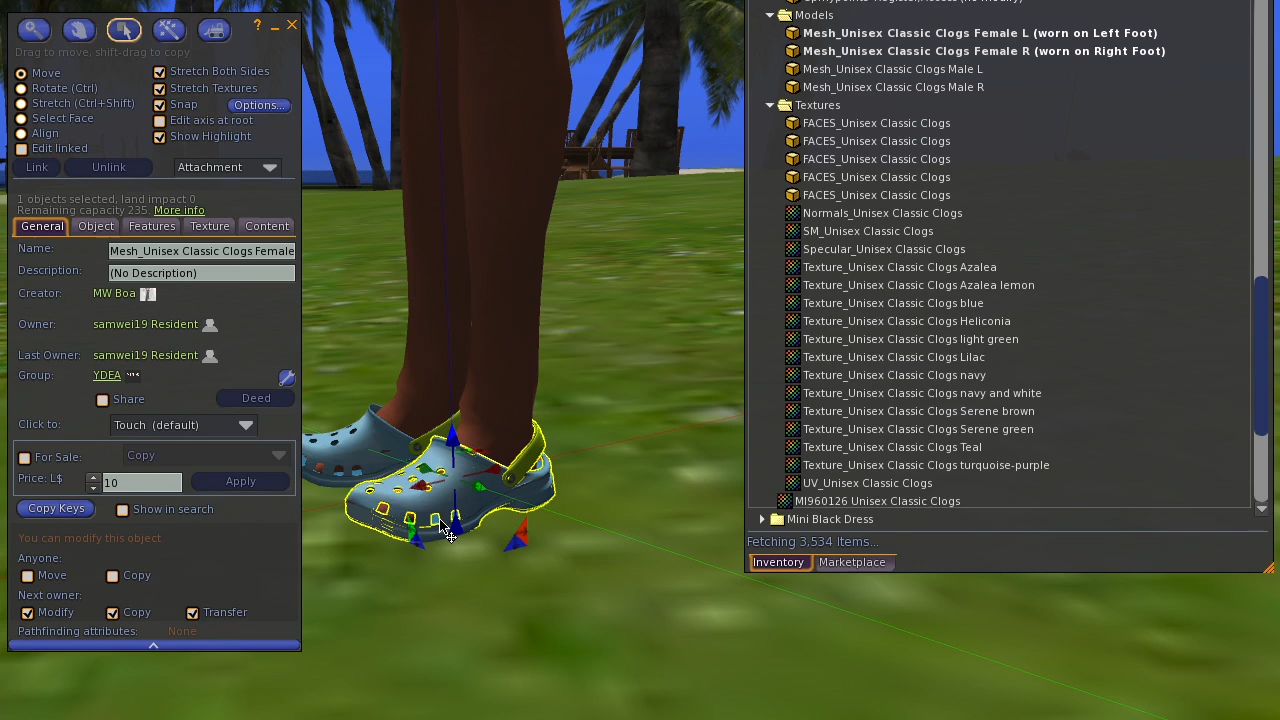 Drag to move, shift-drag to copy
Move
Rotate (Ctrl)
Stretch (Ctrl+Shift)
Select Face
Align
Edit linked
Stretch Both Sides
Stretch Textures
Snap
Options...
Edit axis at root
Show Highlight
Link
Unlink
Attachment
1 objects selected, land impact 0
Remaining capacity 235. More info
General
Object
Features
Texture
Content
Name: Mesh_Unisex Classic Clogs Female
Description: (No Description)
Creator: MW Boa
Owner: samwei19 Resident
Last Owner: samwei19 Resident
Group: YDEA
Share
Deed
Click to: Touch (default)
For Sale: Copy
Price: L$ 10
Apply
Copy Keys
Show in search
You can modify this object
Anyone:
Move
Copy
Next owner:
Modify
Copy
Transfer
Pathfinding attributes: None
Models
Mesh_Unisex Classic Clogs Female L (worn on Left Foot)
Mesh_Unisex Classic Clogs Female R (worn on Right Foot)
Mesh_Unisex Classic Clogs Male L
Mesh_Unisex Classic Clogs Male R
Textures
FACES_Unisex Classic Clogs
FACES_Unisex Classic Clogs
FACES_Unisex Classic Clogs
FACES_Unisex Classic Clogs
FACES_Unisex Classic Clogs
Normals_Unisex Classic Clogs
SM_Unisex Classic Clogs
Specular_Unisex Classic Clogs
Texture_Unisex Classic Clogs Azalea
Texture_Unisex Classic Clogs Azalea lemon
Texture_Unisex Classic Clogs blue
Texture_Unisex Classic Clogs Heliconia
Texture_Unisex Classic Clogs light green
Texture_Unisex Classic Clogs Lilac
Texture_Unisex Classic Clogs navy
Texture_Unisex Classic Clogs navy and white
Texture_Unisex Classic Clogs Serene brown
Texture_Unisex Classic Clogs Serene green
Texture_Unisex Classic Clogs Teal
Texture_Unisex Classic Clogs turquoise-purple
UV_Unisex Classic Clogs
MI960126 Unisex Classic Clogs
Mini Black Dress
Fetching 3,534 Items...
Inventory
Marketplace